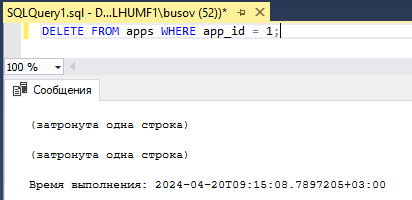 SQLQuery1.sql - D...LHUMF1\busov (52))*
DELETE FROM apps WHERE app_id = 1;
100 %
Сообщения
(затронута одна строка)
(затронута одна строка)
Время выполнения: 2024-04-20T09:15:08.7897205+03:00